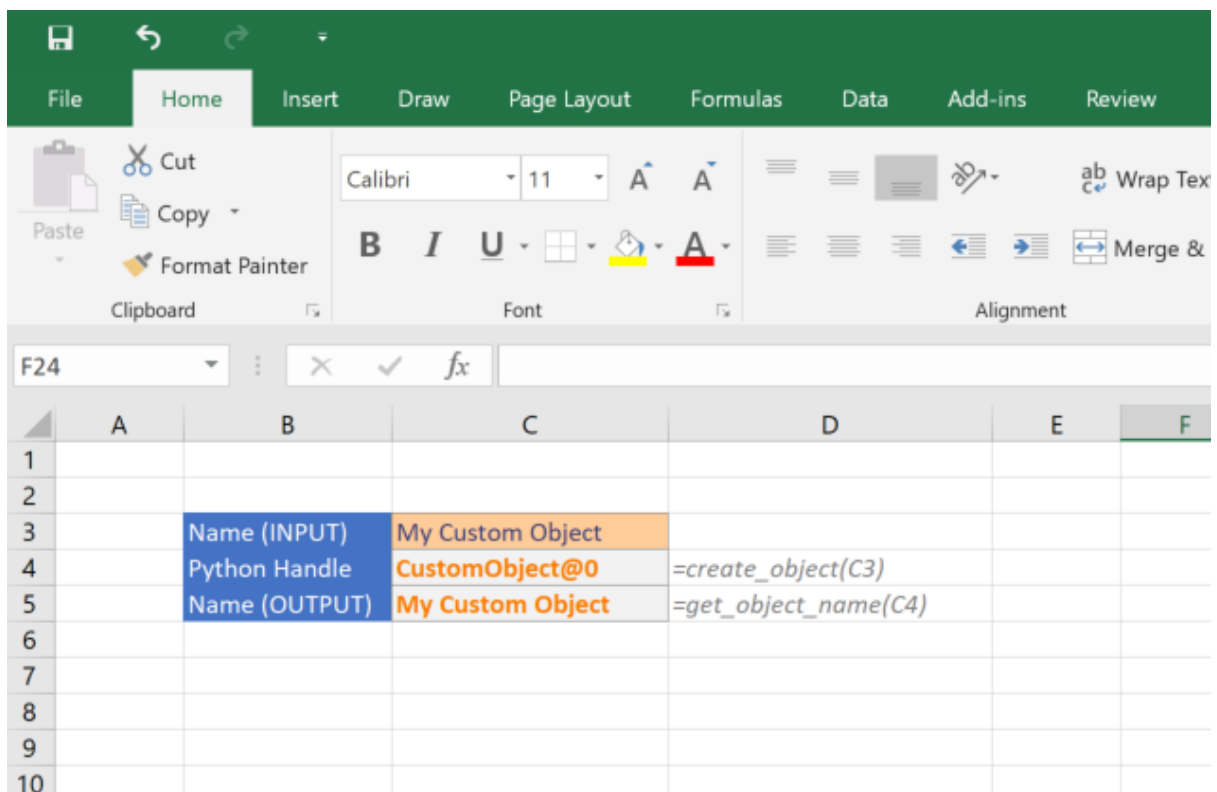 File Home Insert Draw Page Layout Formulas Data Add-ins Review
Cut
Copy
Paste
Format Painter
Clipboard
Calibri 11 A A
B I U A
Font
ab c Wrap Tex
Merge &
Alignment
F24 fx
A B C D E F
1
2
3 Name (INPUT) My Custom Object
4 Python Handle CustomObject@0 =create_object(C3)
5 Name (OUTPUT) My Custom Object =get_object_name(C4)
6
7
8
9
10